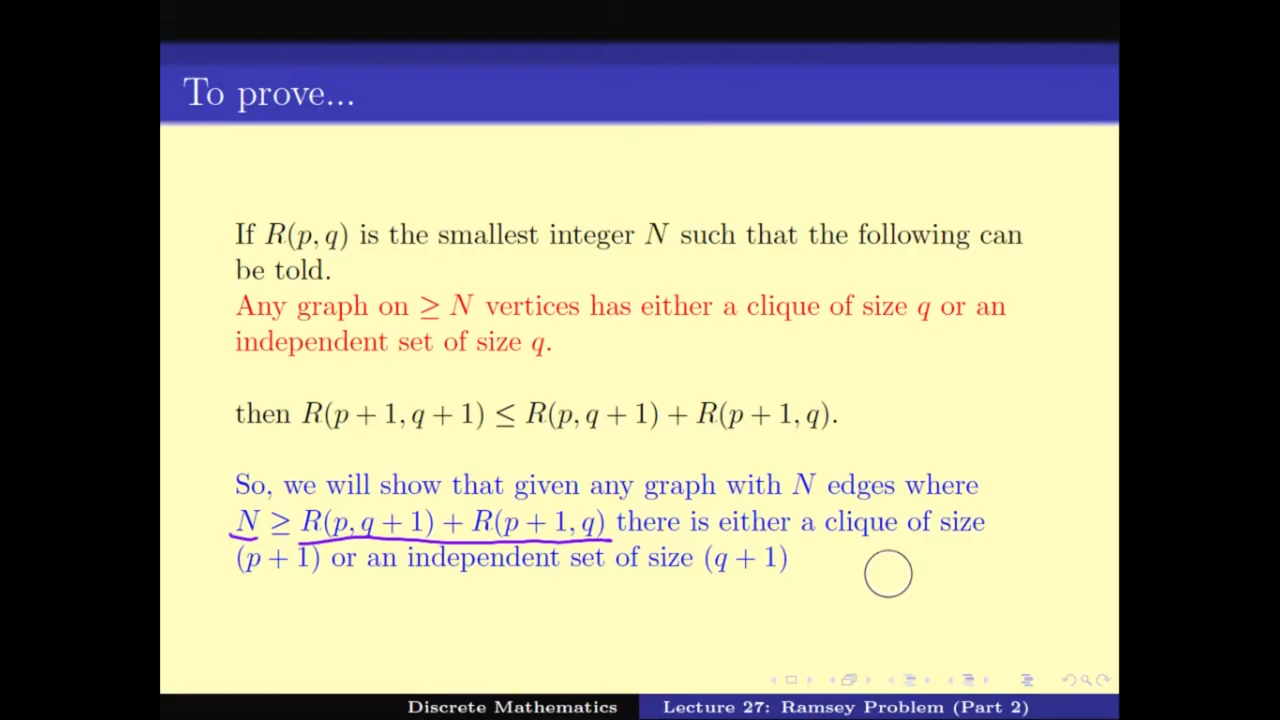 To prove...
If R(p, q) is the smallest integer N such that the following can
be told.
Any graph on ≥ N vertices has either a clique of size q or an
independent set of size q.
then R(p + 1, q + 1) ≤ R(p, q + 1) + R(p + 1, q).
So, we will show that given any graph with N edges where
N ≥ R(p, q + 1) + R(p + 1, q) there is either a clique of size
(p + 1) or an independent set of size (q + 1)
Discrete Mathematics Lecture 27: Ramsey Problem (Part 2)